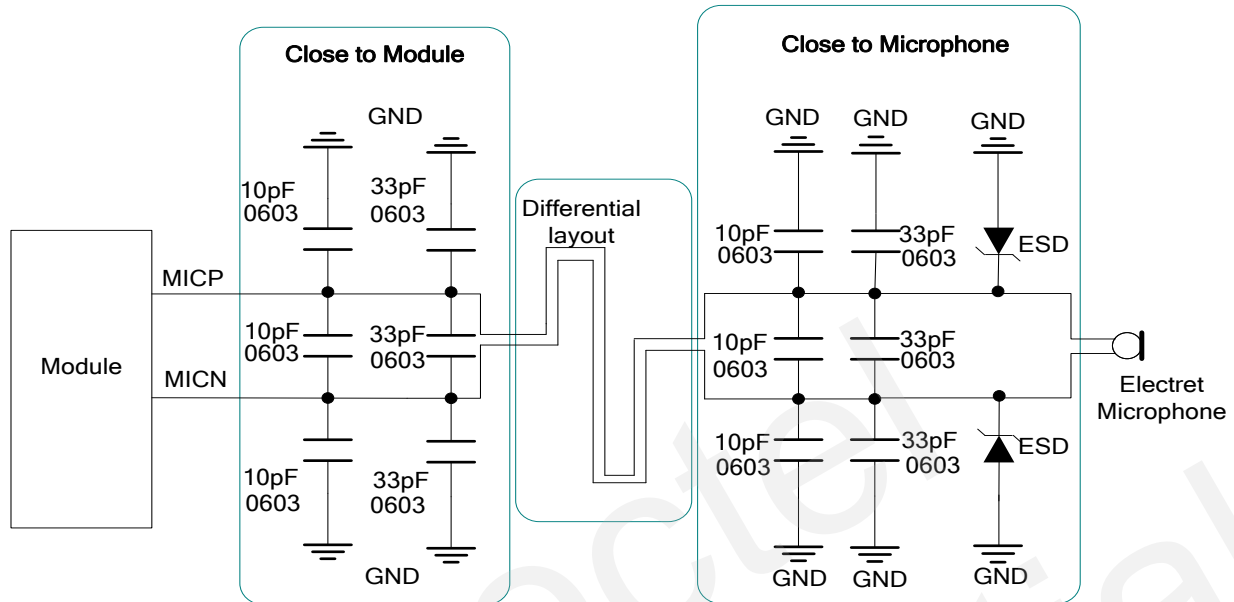 Close to Module
Close to Microphone
GND
GND
GND
GND
10pF
0603
33pF
0603
Differential
layout
10pF
0603
33pF
0603
ESD
MICP
10pF
0603
33pF
0603
10pF
0603
33pF
0603
Module
MICN
Electret
Microphone
10pF
0603
33pF
0603
10pF
0603
33pF
0603
ESD
GND
GND
GND
GND